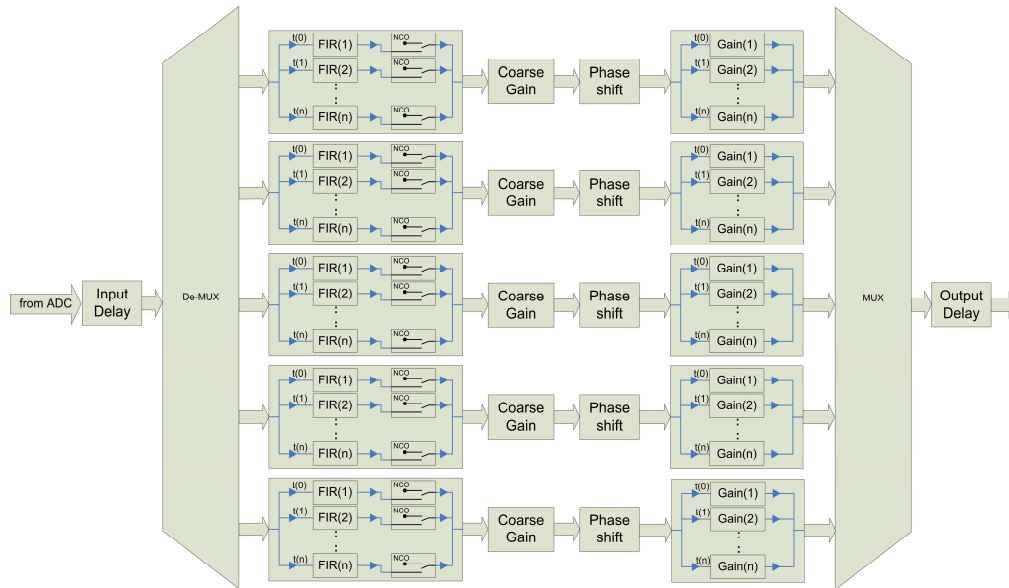 from ADC
Input
Delay
De-MUX
t(0) FIR(1) NCO
t(1) FIR(2) NCO
⋮
t(n) FIR(n) NCO
Coarse
Gain
Phase
shift
t(0) Gain(1)
t(1) Gain(2)
⋮
t(n) Gain(n)
t(0) FIR(1) NCO
t(1) FIR(2) NCO
⋮
t(n) FIR(n) NCO
Coarse
Gain
Phase
shift
t(0) Gain(1)
t(1) Gain(2)
⋮
t(n) Gain(n)
t(0) FIR(1) NCO
t(1) FIR(2) NCO
⋮
t(n) FIR(n) NCO
Coarse
Gain
Phase
shift
t(0) Gain(1)
t(1) Gain(2)
⋮
t(n) Gain(n)
t(0) FIR(1) NCO
t(1) FIR(2) NCO
⋮
t(n) FIR(n) NCO
Coarse
Gain
Phase
shift
t(0) Gain(1)
t(1) Gain(2)
⋮
t(n) Gain(n)
t(0) FIR(1) NCO
t(1) FIR(2) NCO
⋮
t(n) FIR(n) NCO
Coarse
Gain
Phase
shift
t(0) Gain(1)
t(1) Gain(2)
⋮
t(n) Gain(n)
MUX
Output
Delay